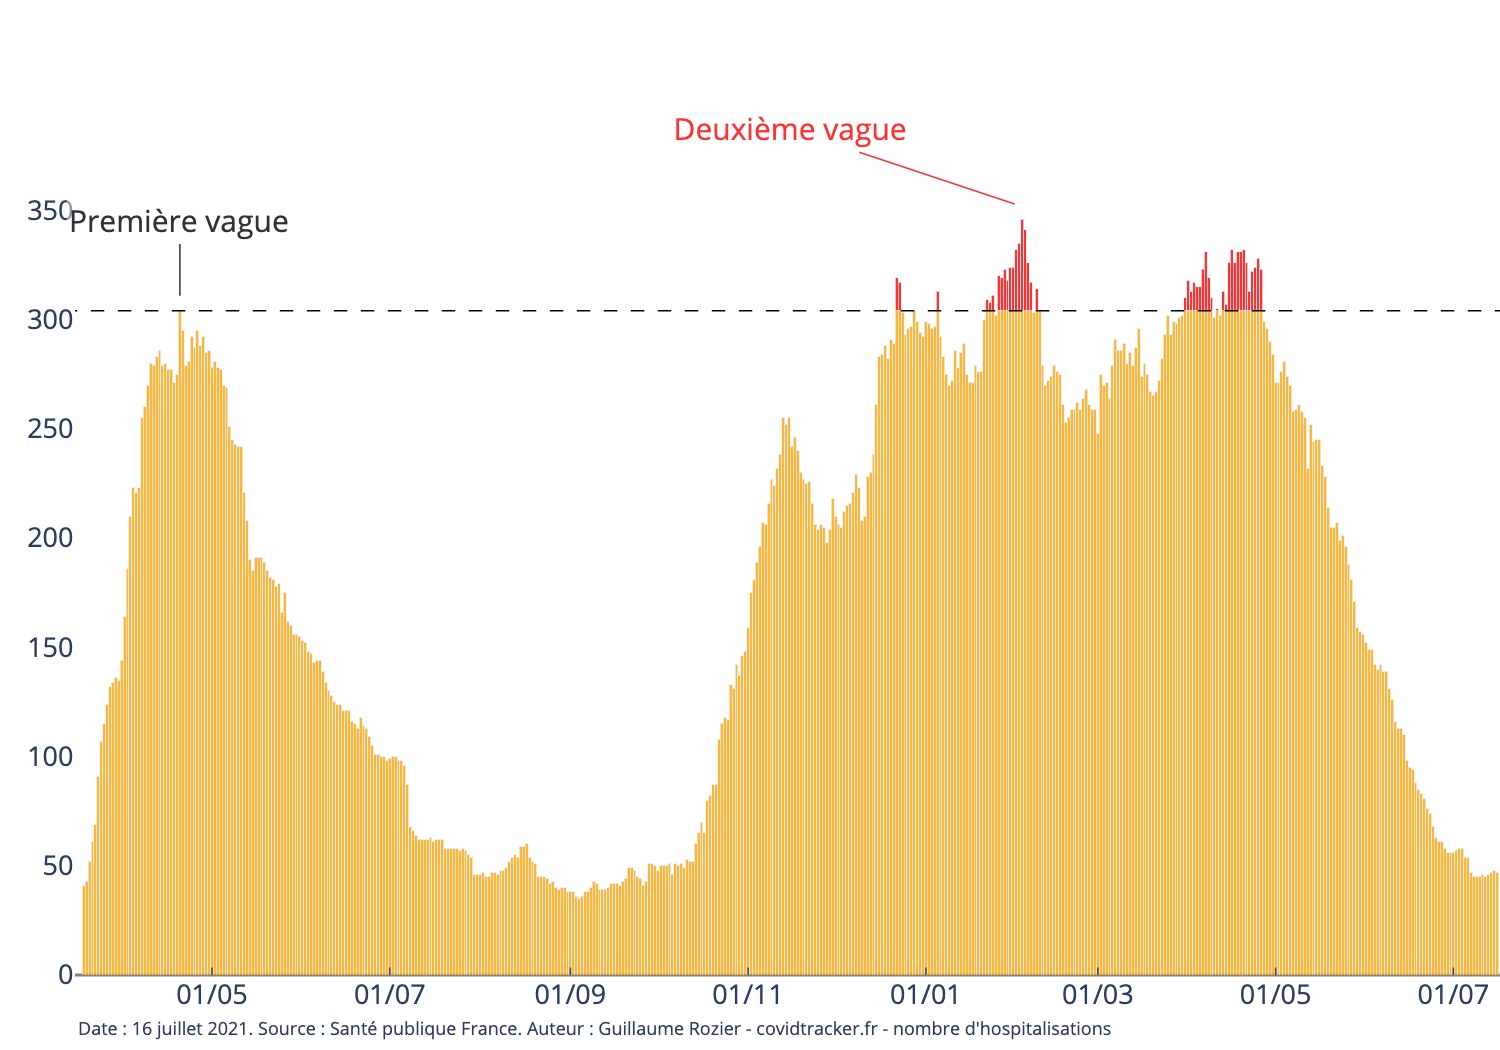 Deuxième vague
350
Première vague
300
250
200
150
100
50
0
01/05 01/07 01/09 01/11 01/01 01/03 01/05 01/07
Date : 16 juillet 2021. Source : Santé publique France. Auteur : Guillaume Rozier - covidtracker.fr - nombre d'hospitalisations